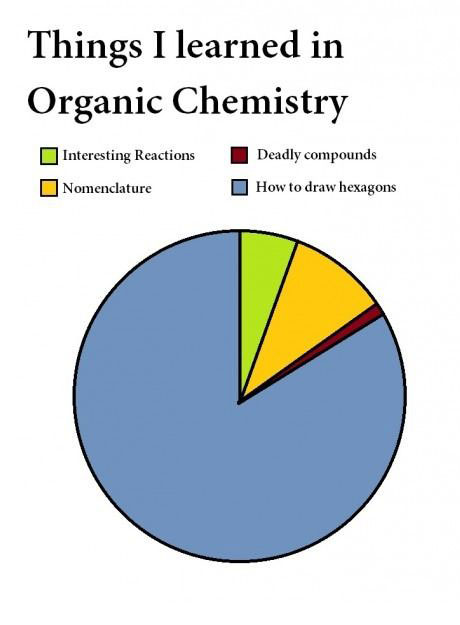 Things I learned in
Organic Chemistry
Interesting Reactions
Deadly compounds
Nomenclature
How to draw hexagons